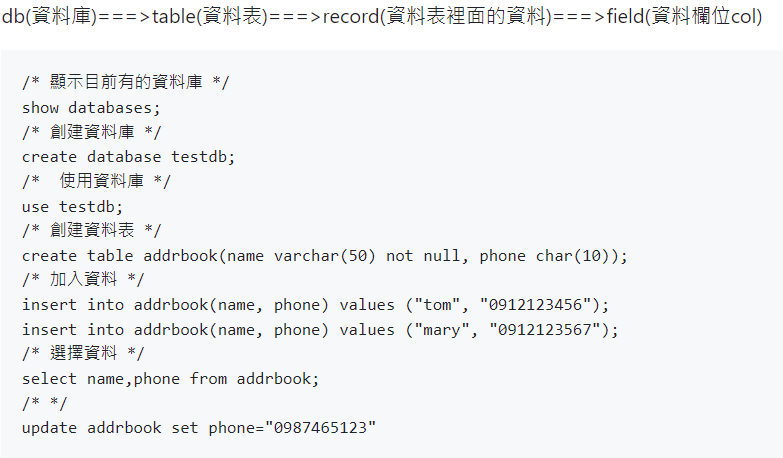 db(資料庫)===>table(資料表)===>record(資料表裡面的資料)===>field(資料欄位col)
/* 顯示目前有的資料庫 */
show databases;
/* 創建資料庫 */
create database testdb;
/*  使用資料庫 */
use testdb;
/* 創建資料表 */
create table addrbook(name varchar(50) not null, phone char(10));
/* 加入資料 */
insert into addrbook(name, phone) values ("tom", "0912123456");
insert into addrbook(name, phone) values ("mary", "0912123567");
/* 選擇資料 */
select name,phone from addrbook;
/* */
update addrbook set phone="0987465123"